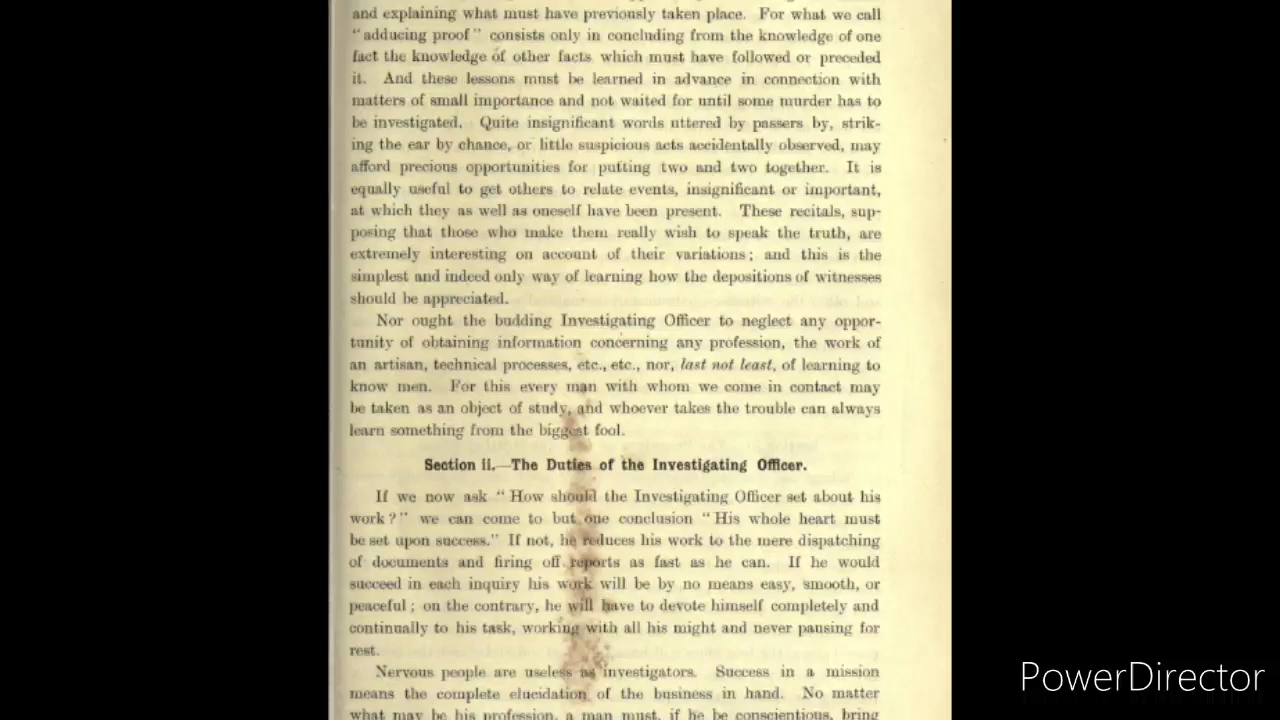 and explaining what must have previously taken place. For what we call
"adducing proof" consists only in concluding from the knowledge of one
fact the knowledge of other facts which must have followed or preceded
it. And these lessons must be learned in advance in connection with
matters of small importance and not waited for until some murder has to
be investigated. Quite insignificant words uttered by passers by, strik-
ing the ear by chance, or little suspicious acts accidentally observed, may
afford precious opportunities for putting two and two together. It is
equally useful to get others to relate events, insignificant or important,
at which they as well as oneself have been present. These recitals, sup-
posing that those who make them really wish to speak the truth, are
extremely interesting on account of their variations; and this is the
simplest and indeed only way of learning how the depositions of witnesses
should be appreciated.
Nor ought the budding Investigating Officer to neglect any oppor-
tunity of obtaining information concerning any profession, the work of
an artisan, technical processes, etc., etc., nor, last not least, of learning to
know men. For this every man with whom we come in contact may
be taken as an object of study, and whoever takes the trouble can always
learn something from the biggest fool.
Section ii.—The Duties of the Investigating Officer.
If we now ask "How should the Investigating Officer set about his
work?" we can come to but one conclusion "His whole heart must
be set upon success." If not, he reduces his work to the mere dispatching
of documents and firing off reports as fast as he can. If he would
succeed in each inquiry his work will be by no means easy, smooth, or
peaceful; on the contrary, he will have to devote himself completely and
continually to his task, working with all his might and never pausing for
rest.
Nervous people are useless as investigators. Success in a mission
means the complete elucidation of the business in hand. No matter
what may be his profession, a man must, if he be conscientious, bring
PowerDirector